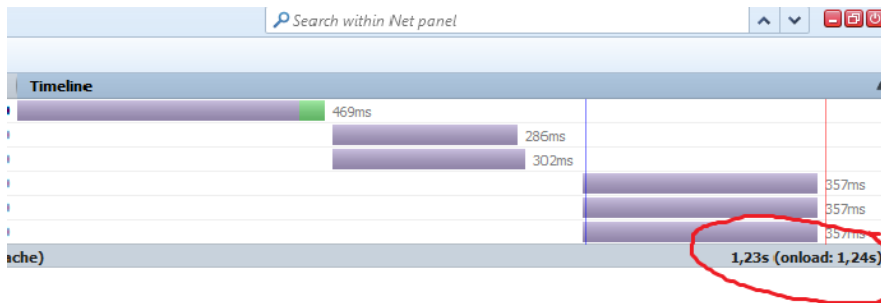 Search within Net panel
Timeline
469ms
286ms
302ms
357ms
357ms
357ms
ache) 1,23s (onload: 1,24s)